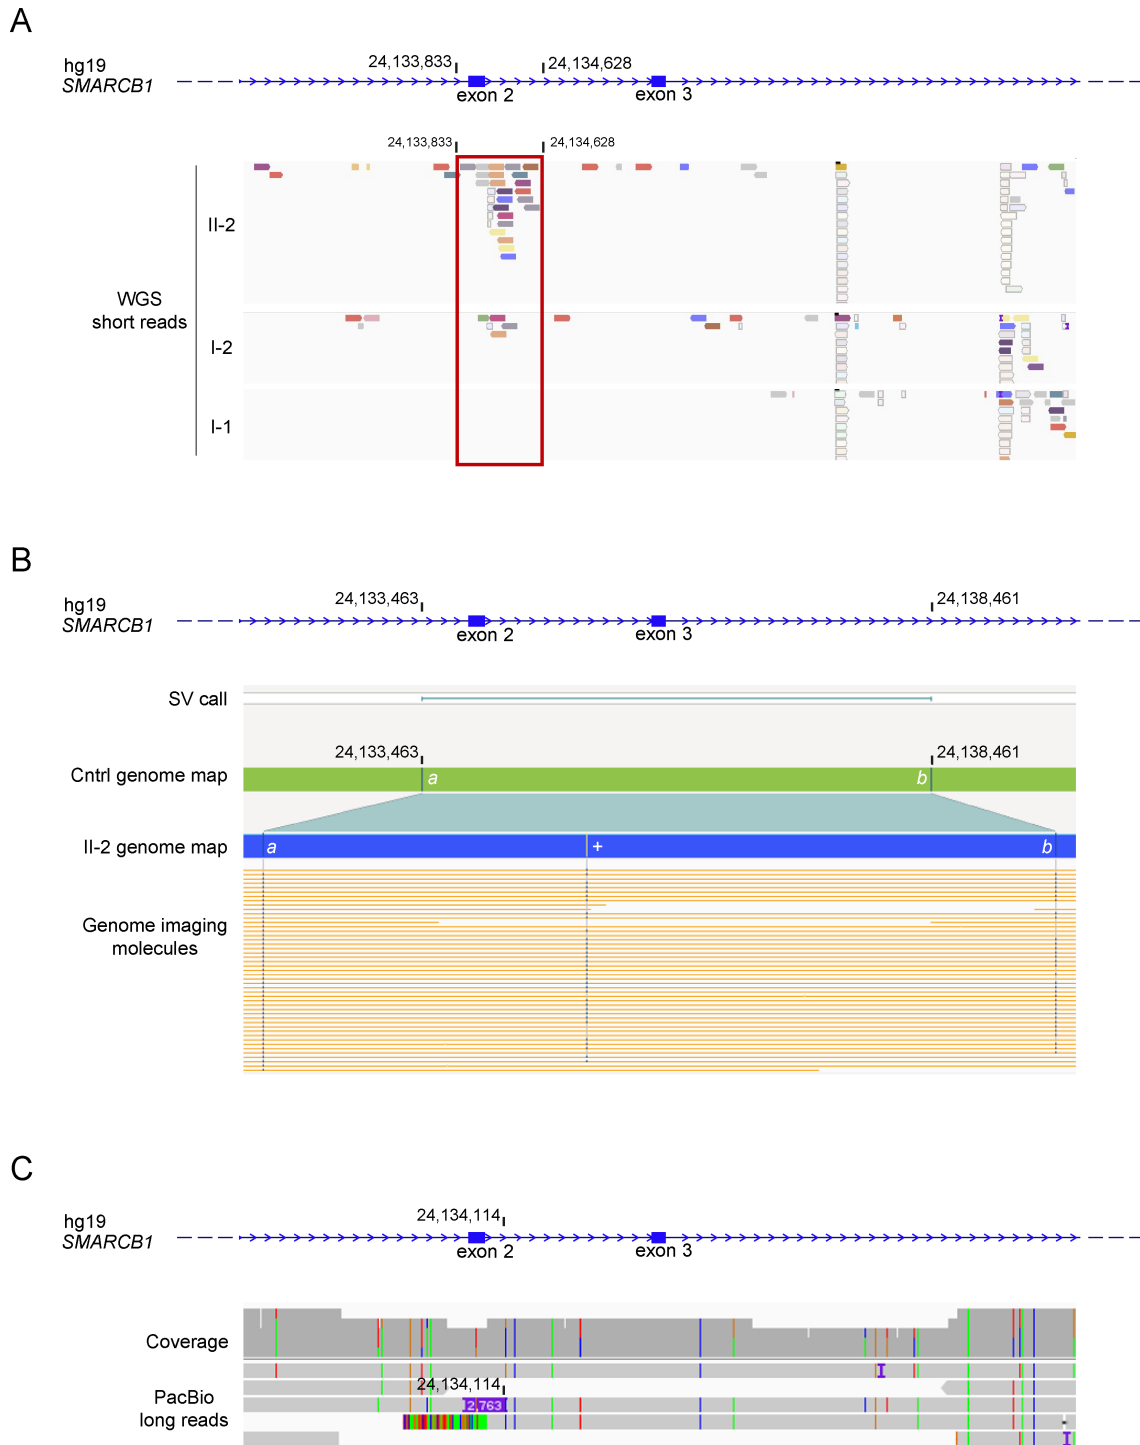 A
hg19
SMARCB1
24,133,833
24,134,628
exon 2
exon 3
24,133,833
24,134,628
WGS
short reads
II-2
I-2
I-1
B
hg19
SMARCB1
24,133,463
24,138,461
exon 2
exon 3
SV call
24,133,463
24,138,461
Cntrl genome map
a
b
II-2 genome map
a
+
b
Genome imaging
molecules
C
hg19
SMARCB1
24,134,114
exon 2
exon 3
Coverage
24,134,114
PacBio
long reads
2,763